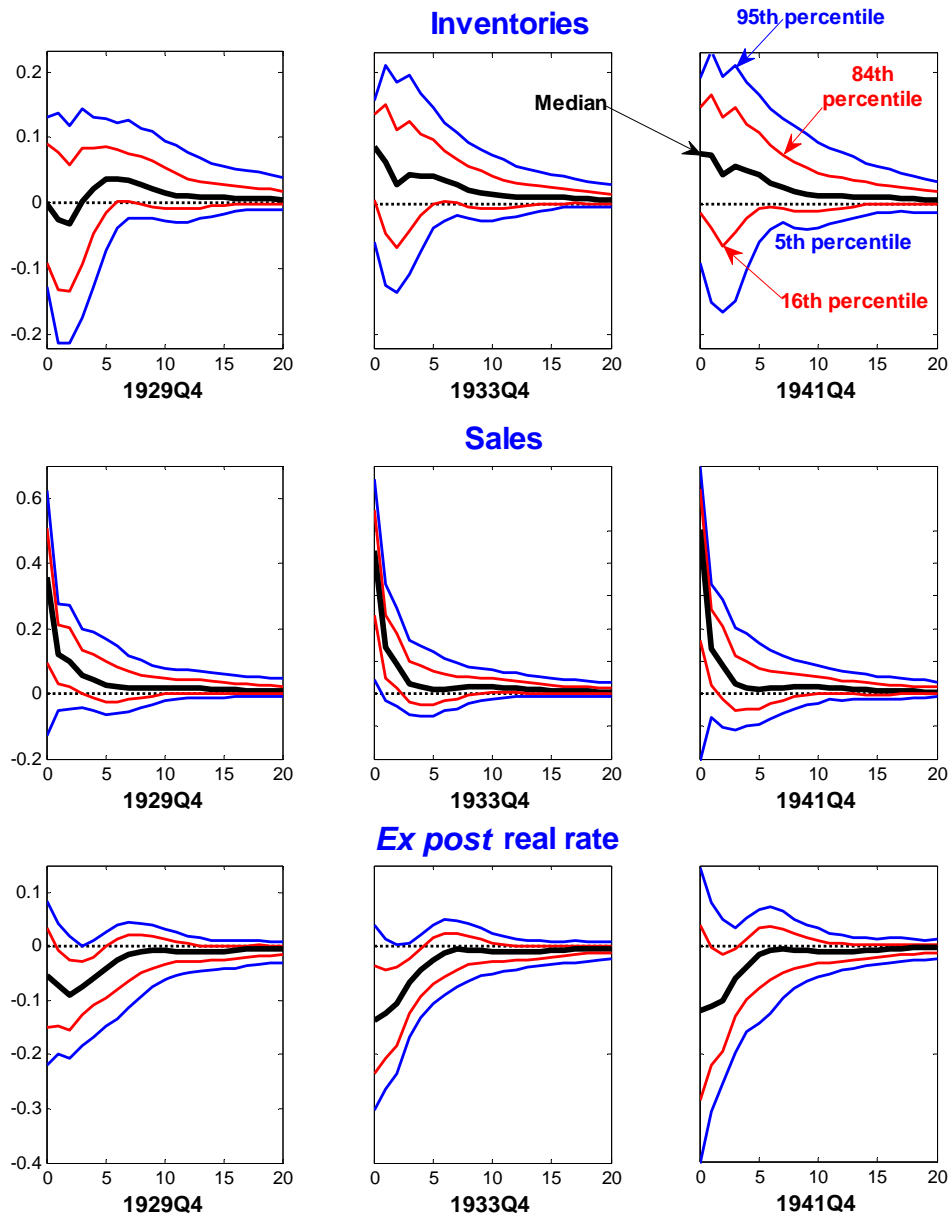 Inventories
95th percentile
84th
percentile
Median
5th percentile
16th percentile
0.2
0.1
0
-0.1
-0.2
0 5 10 15 20
0 5 10 15 20
0 5 10 15 20
1929Q4
1933Q4
1941Q4
Sales
0.6
0.4
0.2
0
-0.2
0 5 10 15 20
0 5 10 15 20
0 5 10 15 20
1929Q4
1933Q4
1941Q4
Ex post real rate
0.1
0
-0.1
-0.2
-0.3
-0.4
0 5 10 15 20
0 5 10 15 20
0 5 10 15 20
1929Q4
1933Q4
1941Q4